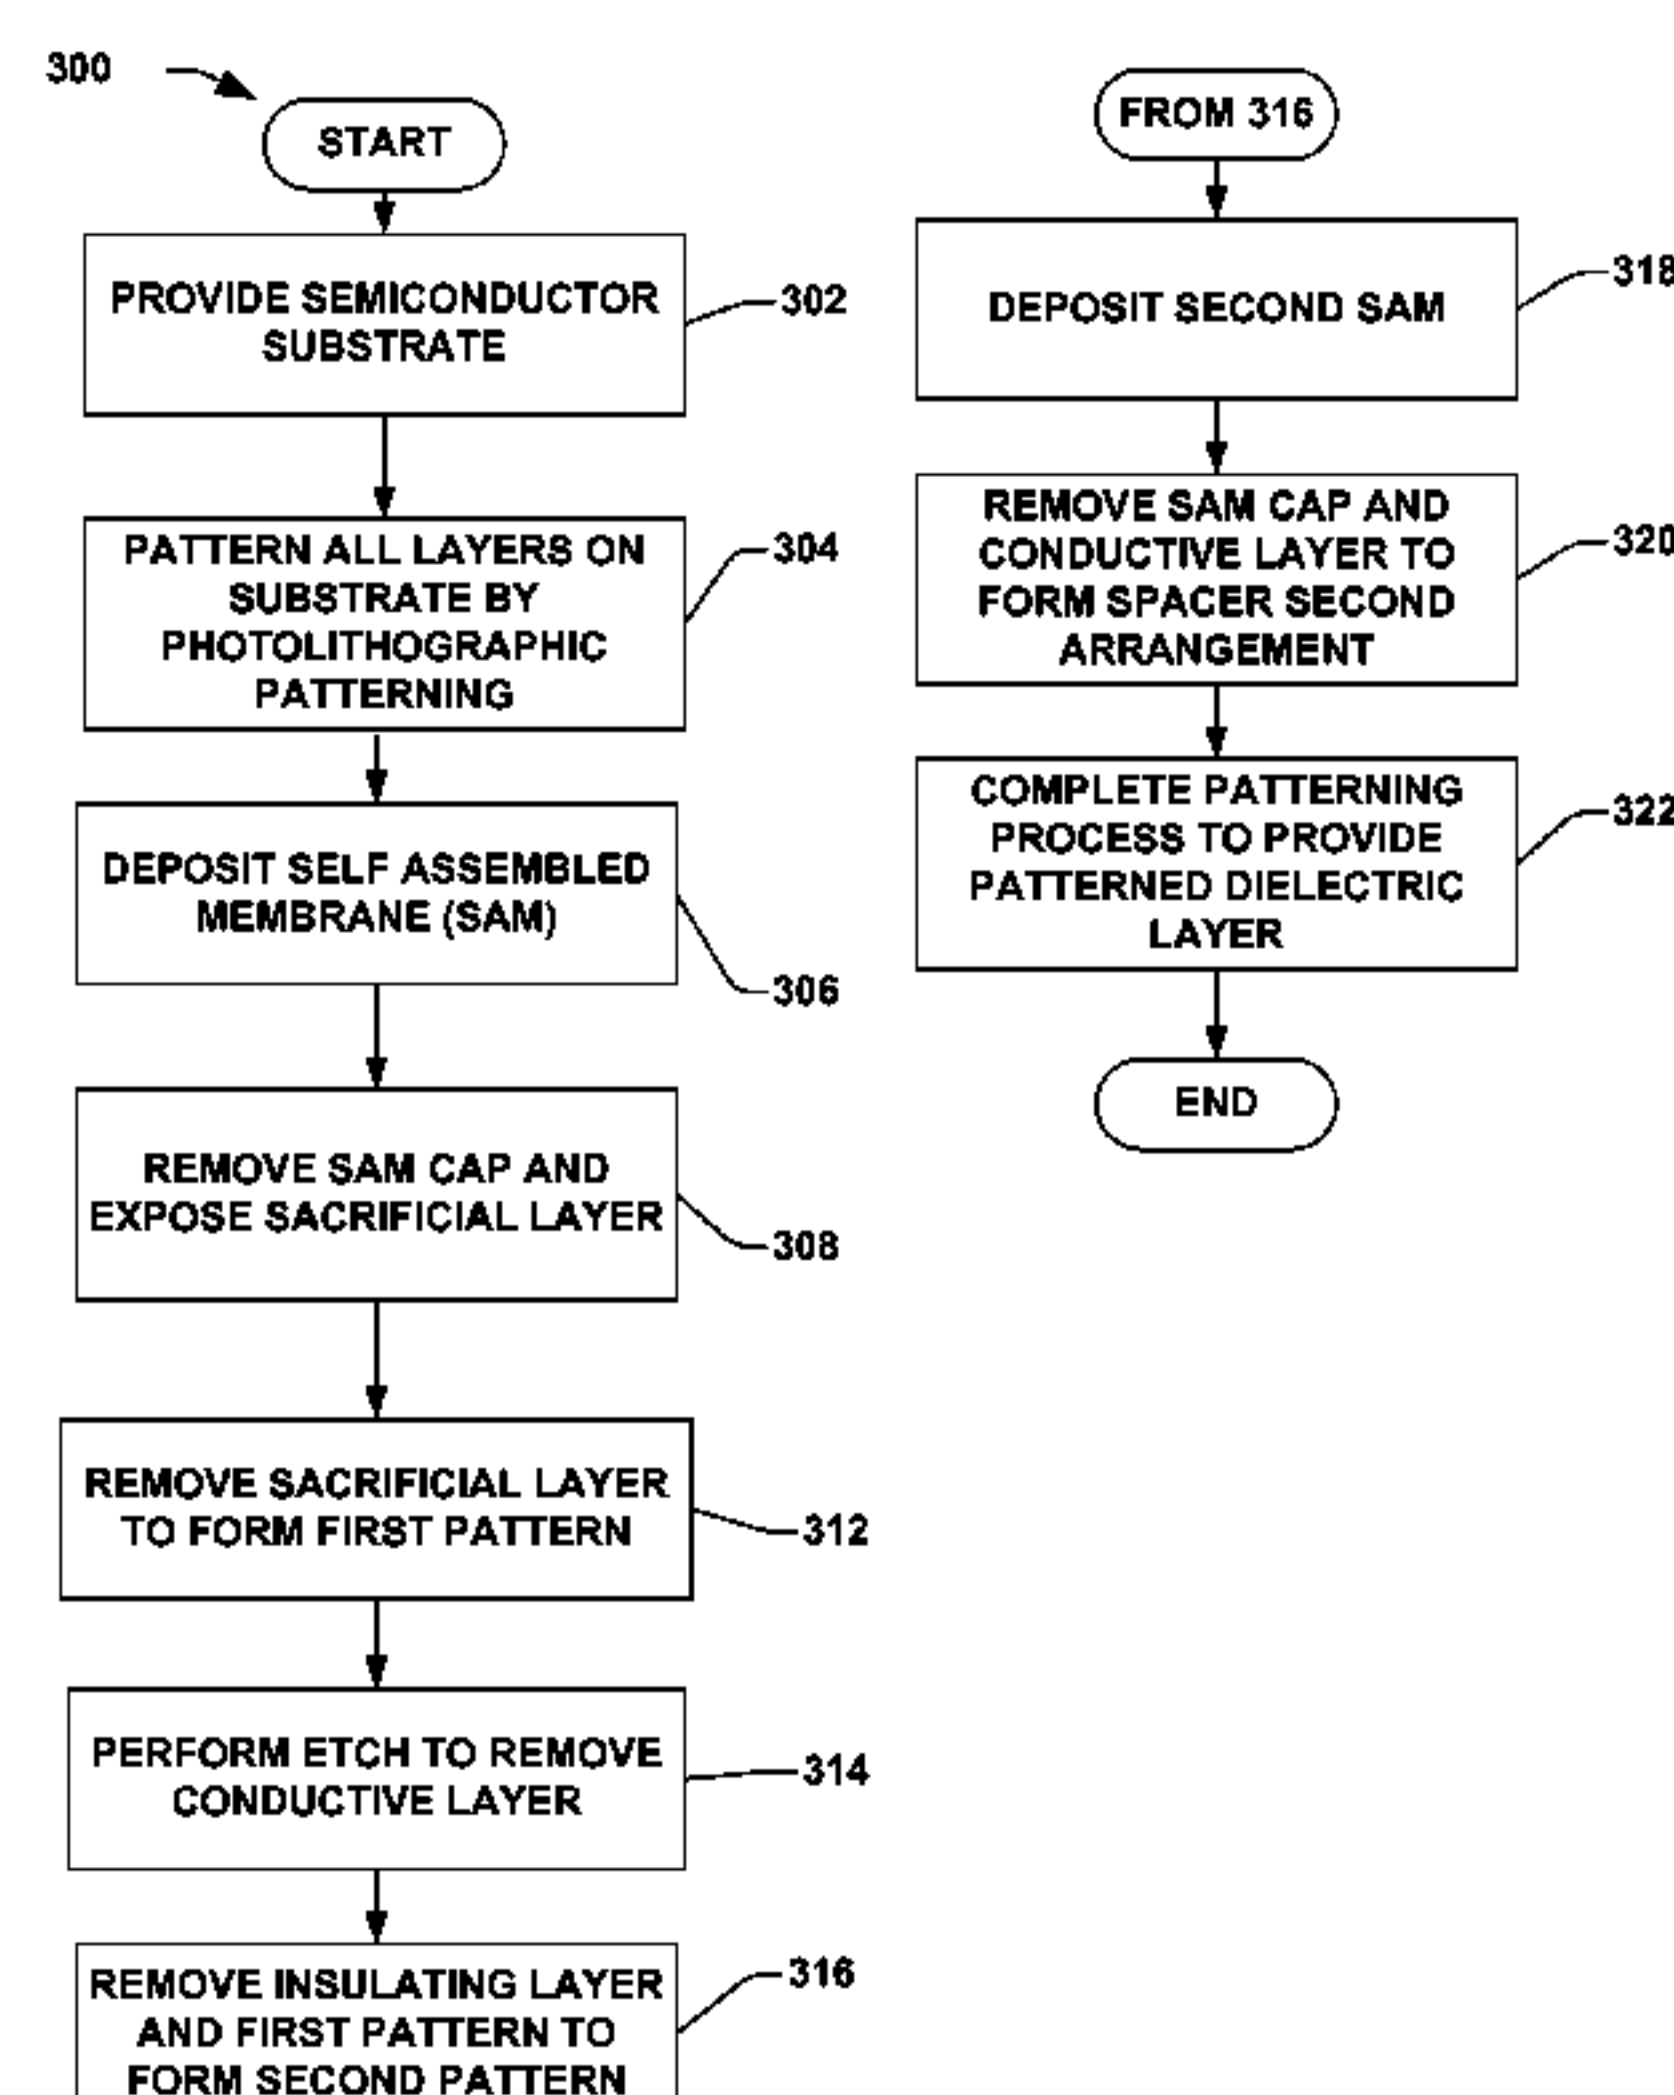 300
START
PROVIDE SEMICONDUCTOR
SUBSTRATE
302
PATTERN ALL LAYERS ON
SUBSTRATE BY
PHOTOLITHOGRAPHIC
PATTERNING
304
DEPOSIT SELF ASSEMBLED
MEMBRANE (SAM)
306
REMOVE SAM CAP AND
EXPOSE SACRIFICIAL LAYER
308
REMOVE SACRIFICIAL LAYER
TO FORM FIRST PATTERN
312
PERFORM ETCH TO REMOVE
CONDUCTIVE LAYER
314
REMOVE INSULATING LAYER
AND FIRST PATTERN TO
FORM SECOND PATTERN
316
FROM 316
DEPOSIT SECOND SAM
318
REMOVE SAM CAP AND
CONDUCTIVE LAYER TO
FORM SPACER SECOND
ARRANGEMENT
320
COMPLETE PATTERNING
PROCESS TO PROVIDE
PATTERNED DIELECTRIC
LAYER
322
END